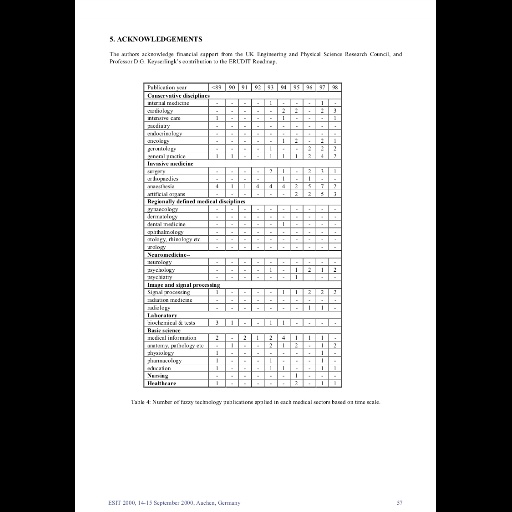 5. ACKNOWLEDGEMENTS
The authors acknowledge financial support from the UK Engineering and Physical Science Research Council, and
Professor D.G. Keyserlingk's contribution to the ERUDIT Roadmap.
Publication year <89 90 91 92 93 94 95 96 97 98
Conservative disciplines
internal medicine - - - - 1 - - - 1 -
cardiology - - - - - 2 2 - 2 3
intensive care 1 - - - - 1 - - - 1
paediatry - - - - - - - - - -
endocrinology - - - - - - - - - -
oncology - - - - - 1 2 - 2 1
gerontology - - - - 1 - - 2 2 2
general practice 1 1 - - 1 1 1 2 4 2
Invasive medicine
surgery - - - - 2 1 - 2 3 1
orthopaedics - - - - - 1 - 1 - -
anaesthesia 4 1 1 4 4 4 2 5 7 2
artificial organs - - - - - - 2 2 5 3
Regionally defined medical disciplines
gynaecology - - - - - - - - - -
dermatology - - - - - - - - - -
dental medicine - - - - - 1 - - - -
ophthalmology - - - - - - - - - -
otology, rhinology etc - - - - - - - - - -
urology - - - - - - - - - -
Neuromedicine--
neurology - - - - - - - - - -
psychology - - - - 1 - 1 2 1 2
psychiatry - - - - - - 1 - - -
Image and signal processing
Signal processing 1 - - - - 1 1 2 2 2
radiation medicine - - - - - - - - - -
radiology - - - - - - - 1 1 -
Laboratory
biochemical & tests 3 1 - - 1 1 - - - -
Basic science
medical information 2 - 2 1 2 4 1 1 1 -
anatomy, pathology etc - 1 - - 2 1 2 - 1 2
physiology 1 - - - - - - - 1 -
pharmacology 1 - - - - - - - 1 -
education 1 - - - 1 1 - - 1 1
Nursing - - - - - - 1 - - -
Healthcare 1 - - - - - 2 - 1 1
Table 4: Number of fuzzy technology publications applied in each medical sectors based on time scale.
ESIT 2000, 14-15 September 2000, Aachen, Germany 57